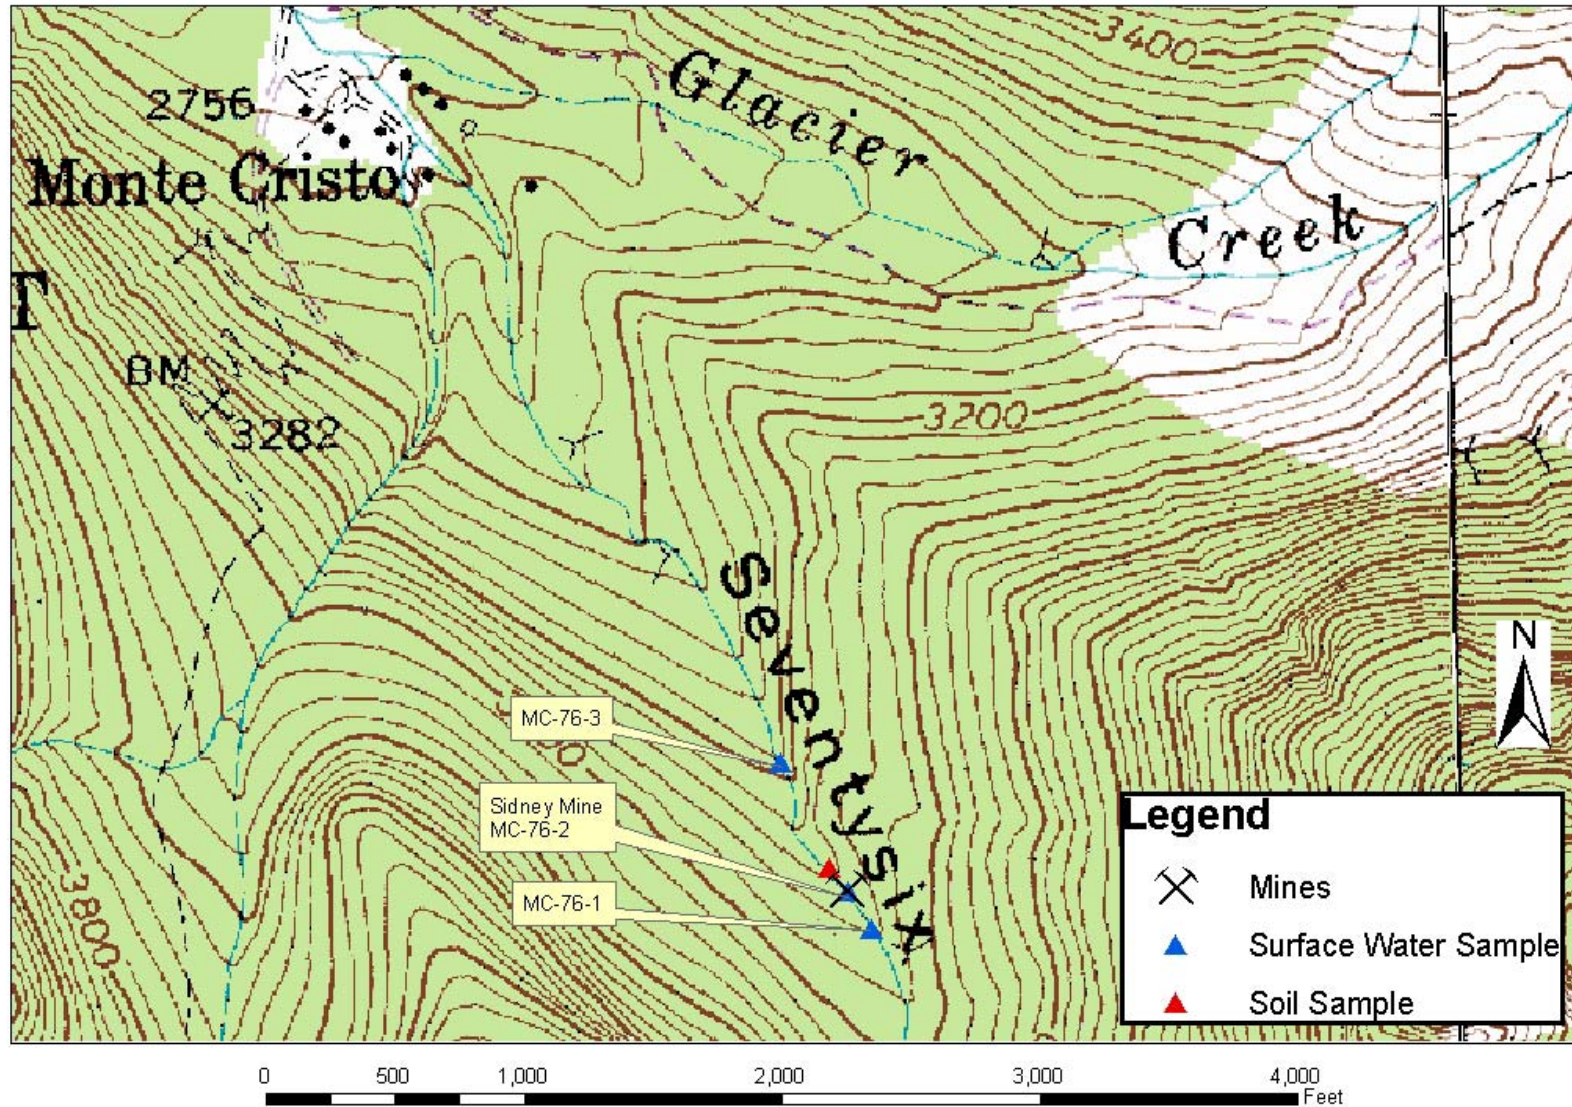 3400
Glacier
2756
Monte Cristo
Creek
T
BM
3282
3200
Seventysix
MC-76-3
Sidney Mine
MC-76-2
MC-76-1
3800
N
Legend
Mines
Surface Water Sample
Soil Sample
0 500 1,000 2,000 3,000 4,000
Feet